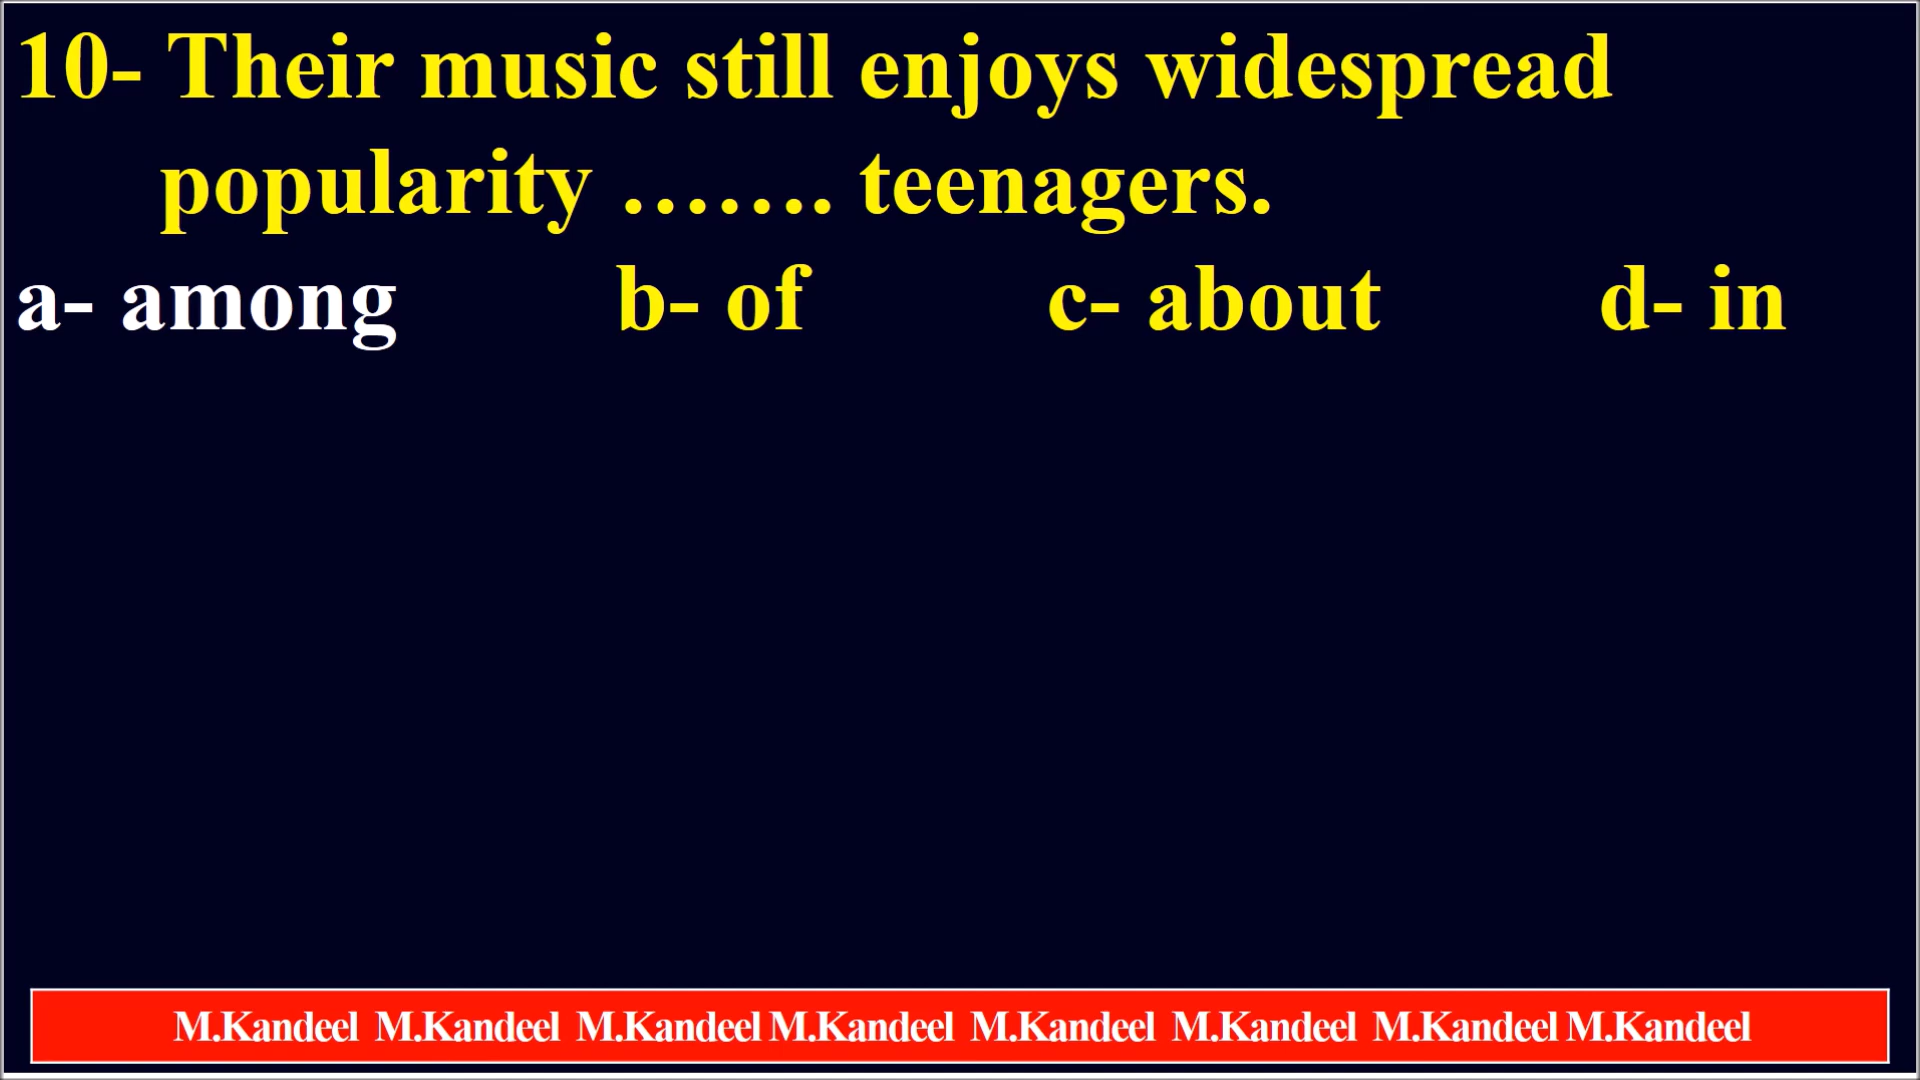 10- Their music still enjoys widespread
popularity ....... teenagers.
a- among b- of c- about d- in
M.Kandeel M.Kandeel M.Kandeel M.Kandeel M.Kandeel M.Kandeel M.Kandeel M.Kandeel